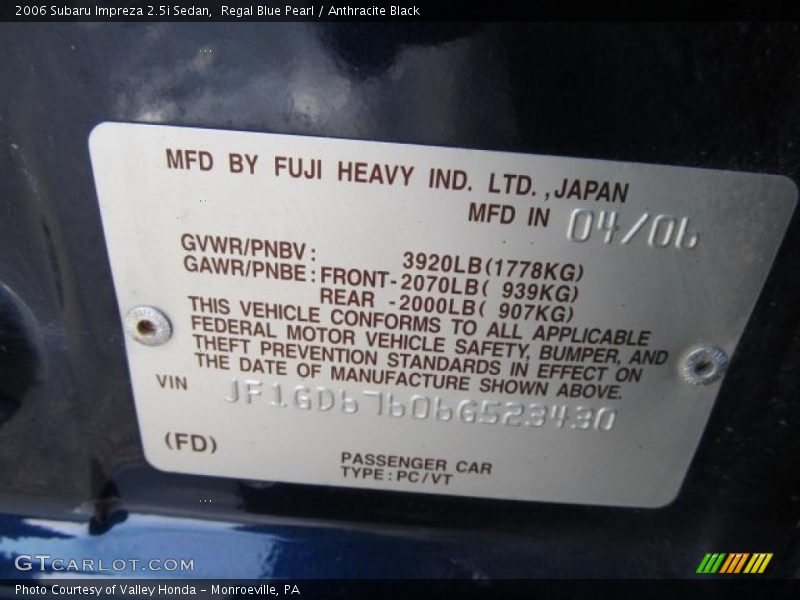 2006 Subaru Impreza 2.5i Sedan,  Regal Blue Pearl / Anthracite Black
MFD BY FUJI HEAVY IND. LTD.,JAPAN
MFD IN 04/06
GVWR/PNBV: 3920LB(1778KG)
GAWR/PNBE:FRONT-2070LB( 939KG)
REAR -2000LB( 907KG)
THIS VEHICLE CONFORMS TO ALL APPLICABLE
FEDERAL MOTOR VEHICLE SAFETY, BUMPER, AND
THEFT PREVENTION STANDARDS IN EFFECT ON
THE DATE OF MANUFACTURE SHOWN ABOVE.
VIN JF1GD67606G523430
(FD)
PASSENGER CAR
TYPE:PC/VT
GTCARLOT.COM
Photo Courtesy of Valley Honda - Monroeville, PA